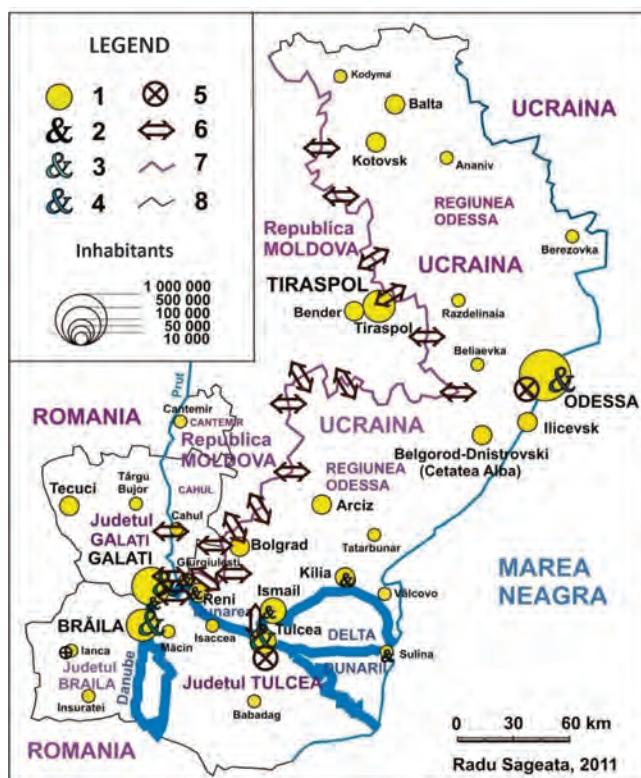 LEGEND
1
5
& 2
6
& 3
7
& 4
8
Inhabitants
1 000 000
500 000
100 000
50 000
10 000
Kodyma
Balta
UCRAINA
Kotovsk
Ananiv
REGIUNEA
ODESSA
Republica
MOLDOVA
Berezovka
UCRAINA
TIRASPOL
Bender
Tiraspol
Razdelinaia
Beliaevka
&
ODESSA
Prut
ROMANIA
Cantemir
CANTEMIR
UCRAINA
Ilicevsk
Republica
MOLDOVA
Belgorod-Dnistrovski
(Cetatea Alba)
REGIUNEA
ODESSA
Târgu
Bujor
CAHUL
Tecuci
Arciz
Judetul
GALATI
Cahul
Tatarbunar
GALATI
Bolgrad
Giurgiulesti
MAREA
NEAGRA
Kilia
&
Reni
Ismail
&
Vâlcovo
Dunarea
BRĂILA
&
Măcin
Isaccea
Tulcea
&
DELTA
DUNARII
Sulina
&
Ianca
Judetul
BRAILA
Insuratei
Danube
Judetul TULCEA
Babadag
ROMANIA
0 30 60 km
Radu Sageata, 2011